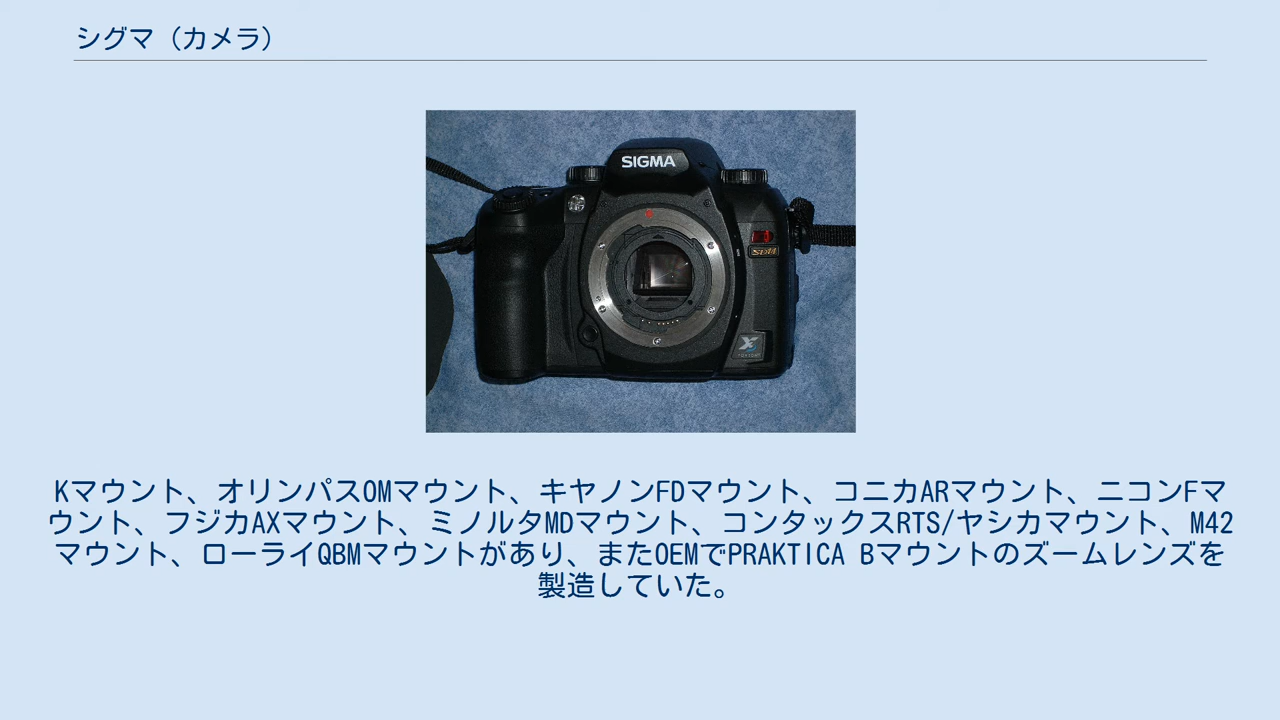 シグマ（カメラ）
SIGMA
SD14
X3
FOVEON
Kマウント、オリンパスOMマウント、キヤノンFDマウント、コニカARマウント、ニコンFマ
ウント、フジカAXマウント、ミノルタMDマウント、コンタックスRTS/ヤシカマウント、M42
マウント、ローライQBMマウントがあり、またOEMでPRAKTICA Bマウントのズームレンズを
製造していた。